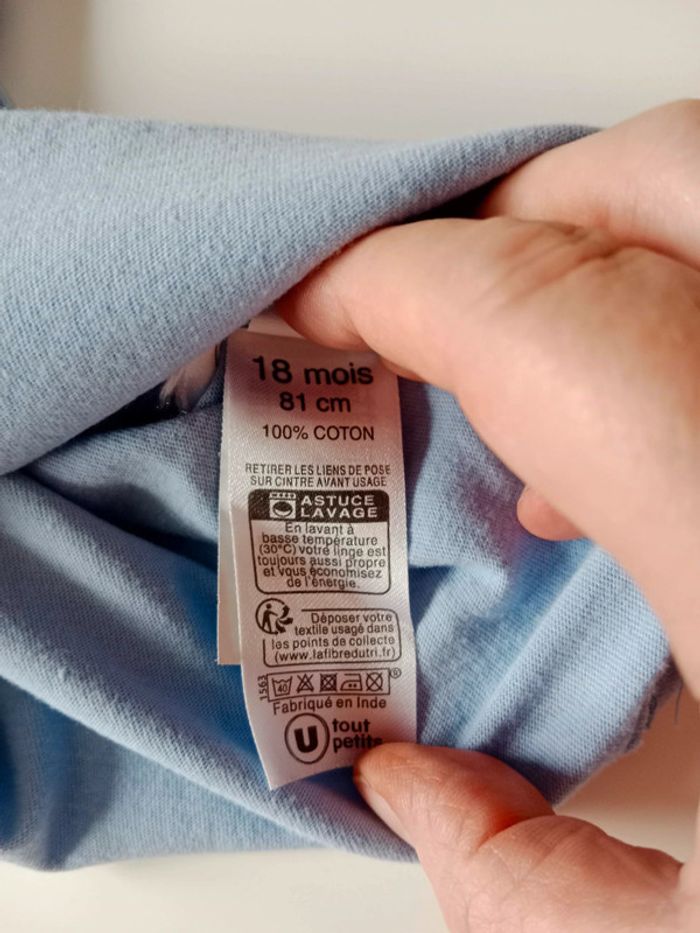 18 mois
81 cm
100% COTON
RETIRER LES LIENS DE POSE
SUR CINTRE AVANT USAGE
ASTUCE
LAVAGE
En lavant à
basse température
(30°C) votre linge est
toujours aussi propre
et vous économisez
de l'énergie.
Déposer votre
textile usagé dans
les points de collecte
(www.lafibredutri.fr)
1563
40
®
Fabriqué en Inde
U tout
petits